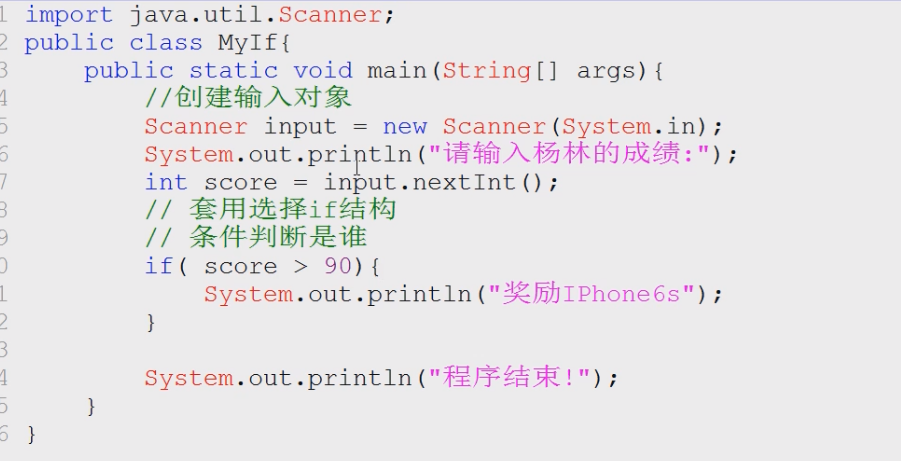 1 import java.util.Scanner;
2 public class MyIf{
3 public static void main(String[] args){
4 //创建输入对象
5 Scanner input = new Scanner(System.in);
6 System.out.println("请输入杨林的成绩:");
7 int score = input.nextInt();
8 // 套用选择if结构
9 // 条件判断是谁
0 if( score > 90){
1 System.out.println("奖励IPhone6s");
2 }
3
4 System.out.println("程序结束!");
5 }
6 }